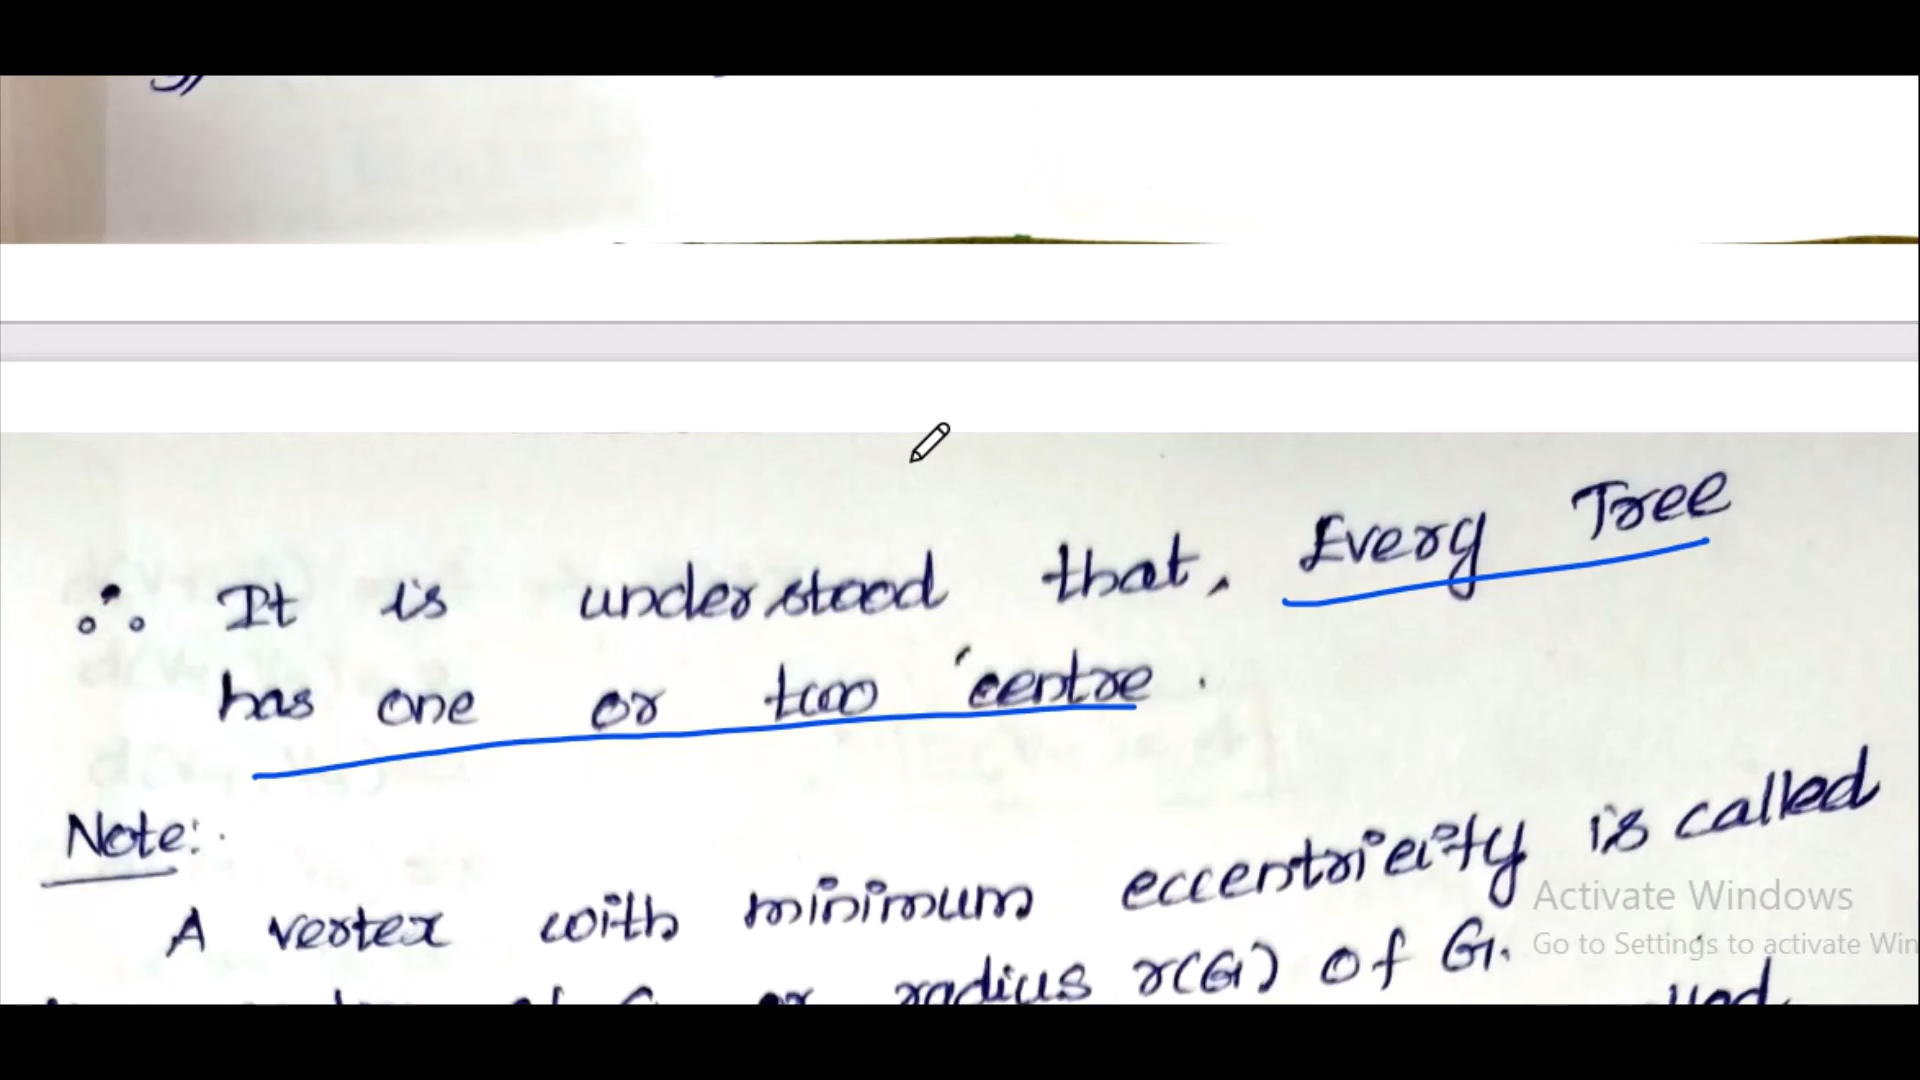 ∴ It is understood that, Every Tree
has one or two centre.
Note:
A vertex with minimum eccentricity is called
or radius r(G) of G.
Activate Windows
Go to Settings to activate Win